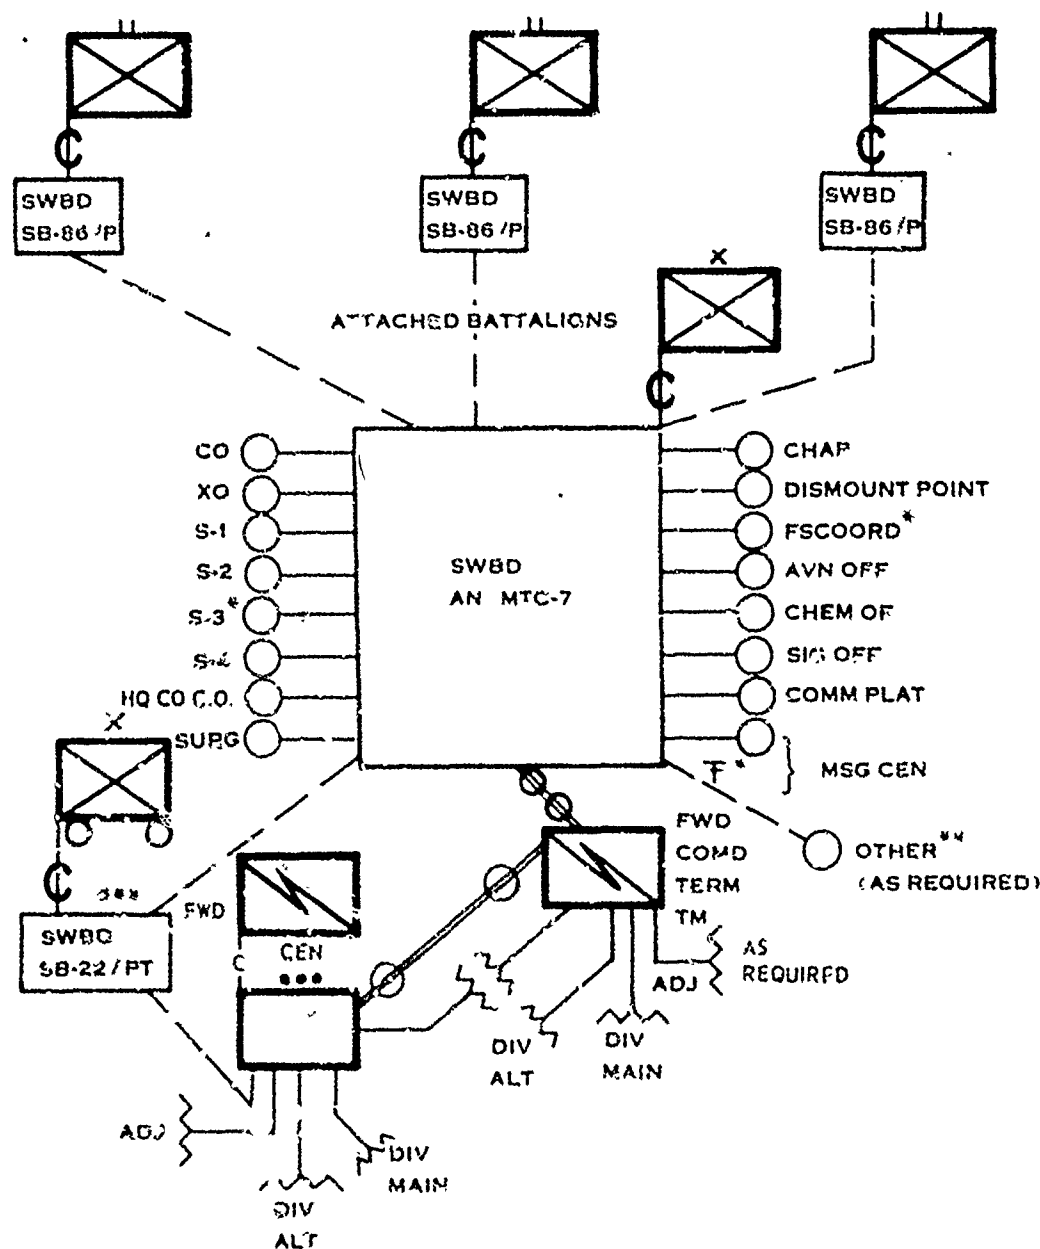 SWBD
SB-86/P
SWBD
SB-86/P
SWBD
SB-86/P
X
ATTACHED BATTALIONS
CO
XO
S-1
S-2
S-3*
HQ CO C.O.
SURG
SWBD
AN MTC-7
CHAP
DISMOUNT POINT
FSCOORD*
AVN OFF
CHEM OF
SIG OFF
COMM PLAT
MSG CEN
X
FWD
COMD
TERM
TM
OTHER**
(AS REQUIRED)
FWD
CEN
SWBD
SB-22/PT
AS
REQUIRED
ADJ
DIV
ALT
DIV
MAIN
ADJ
DIV
MAIN
DIV
ALT